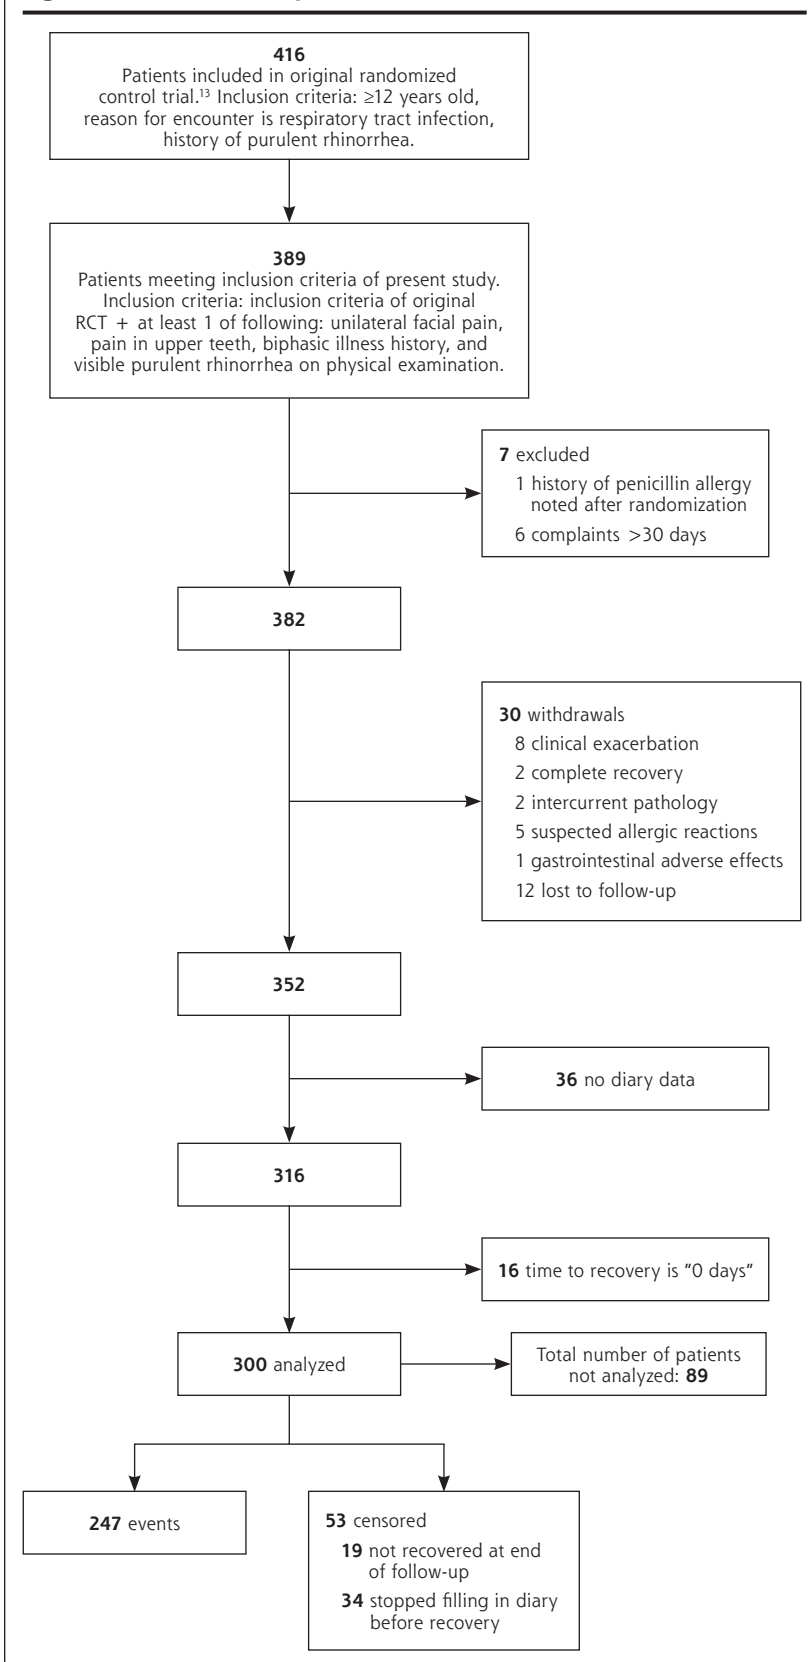 416
Patients included in original randomized
control trial.13 Inclusion criteria: ≥12 years old,
reason for encounter is respiratory tract infection,
history of purulent rhinorrhea.
389
Patients meeting inclusion criteria of present study.
Inclusion criteria: inclusion criteria of original
RCT + at least 1 of following: unilateral facial pain,
pain in upper teeth, biphasic illness history, and
visible purulent rhinorrhea on physical examination.
7 excluded
1 history of penicillin allergy
noted after randomization
6 complaints >30 days
382
30 withdrawals
8 clinical exacerbation
2 complete recovery
2 intercurrent pathology
5 suspected allergic reactions
1 gastrointestinal adverse effects
12 lost to follow-up
352
36 no diary data
316
16 time to recovery is "0 days"
300 analyzed
Total number of patients
not analyzed: 89
247 events
53 censored
19 not recovered at end
of follow-up
34 stopped filling in diary
before recovery